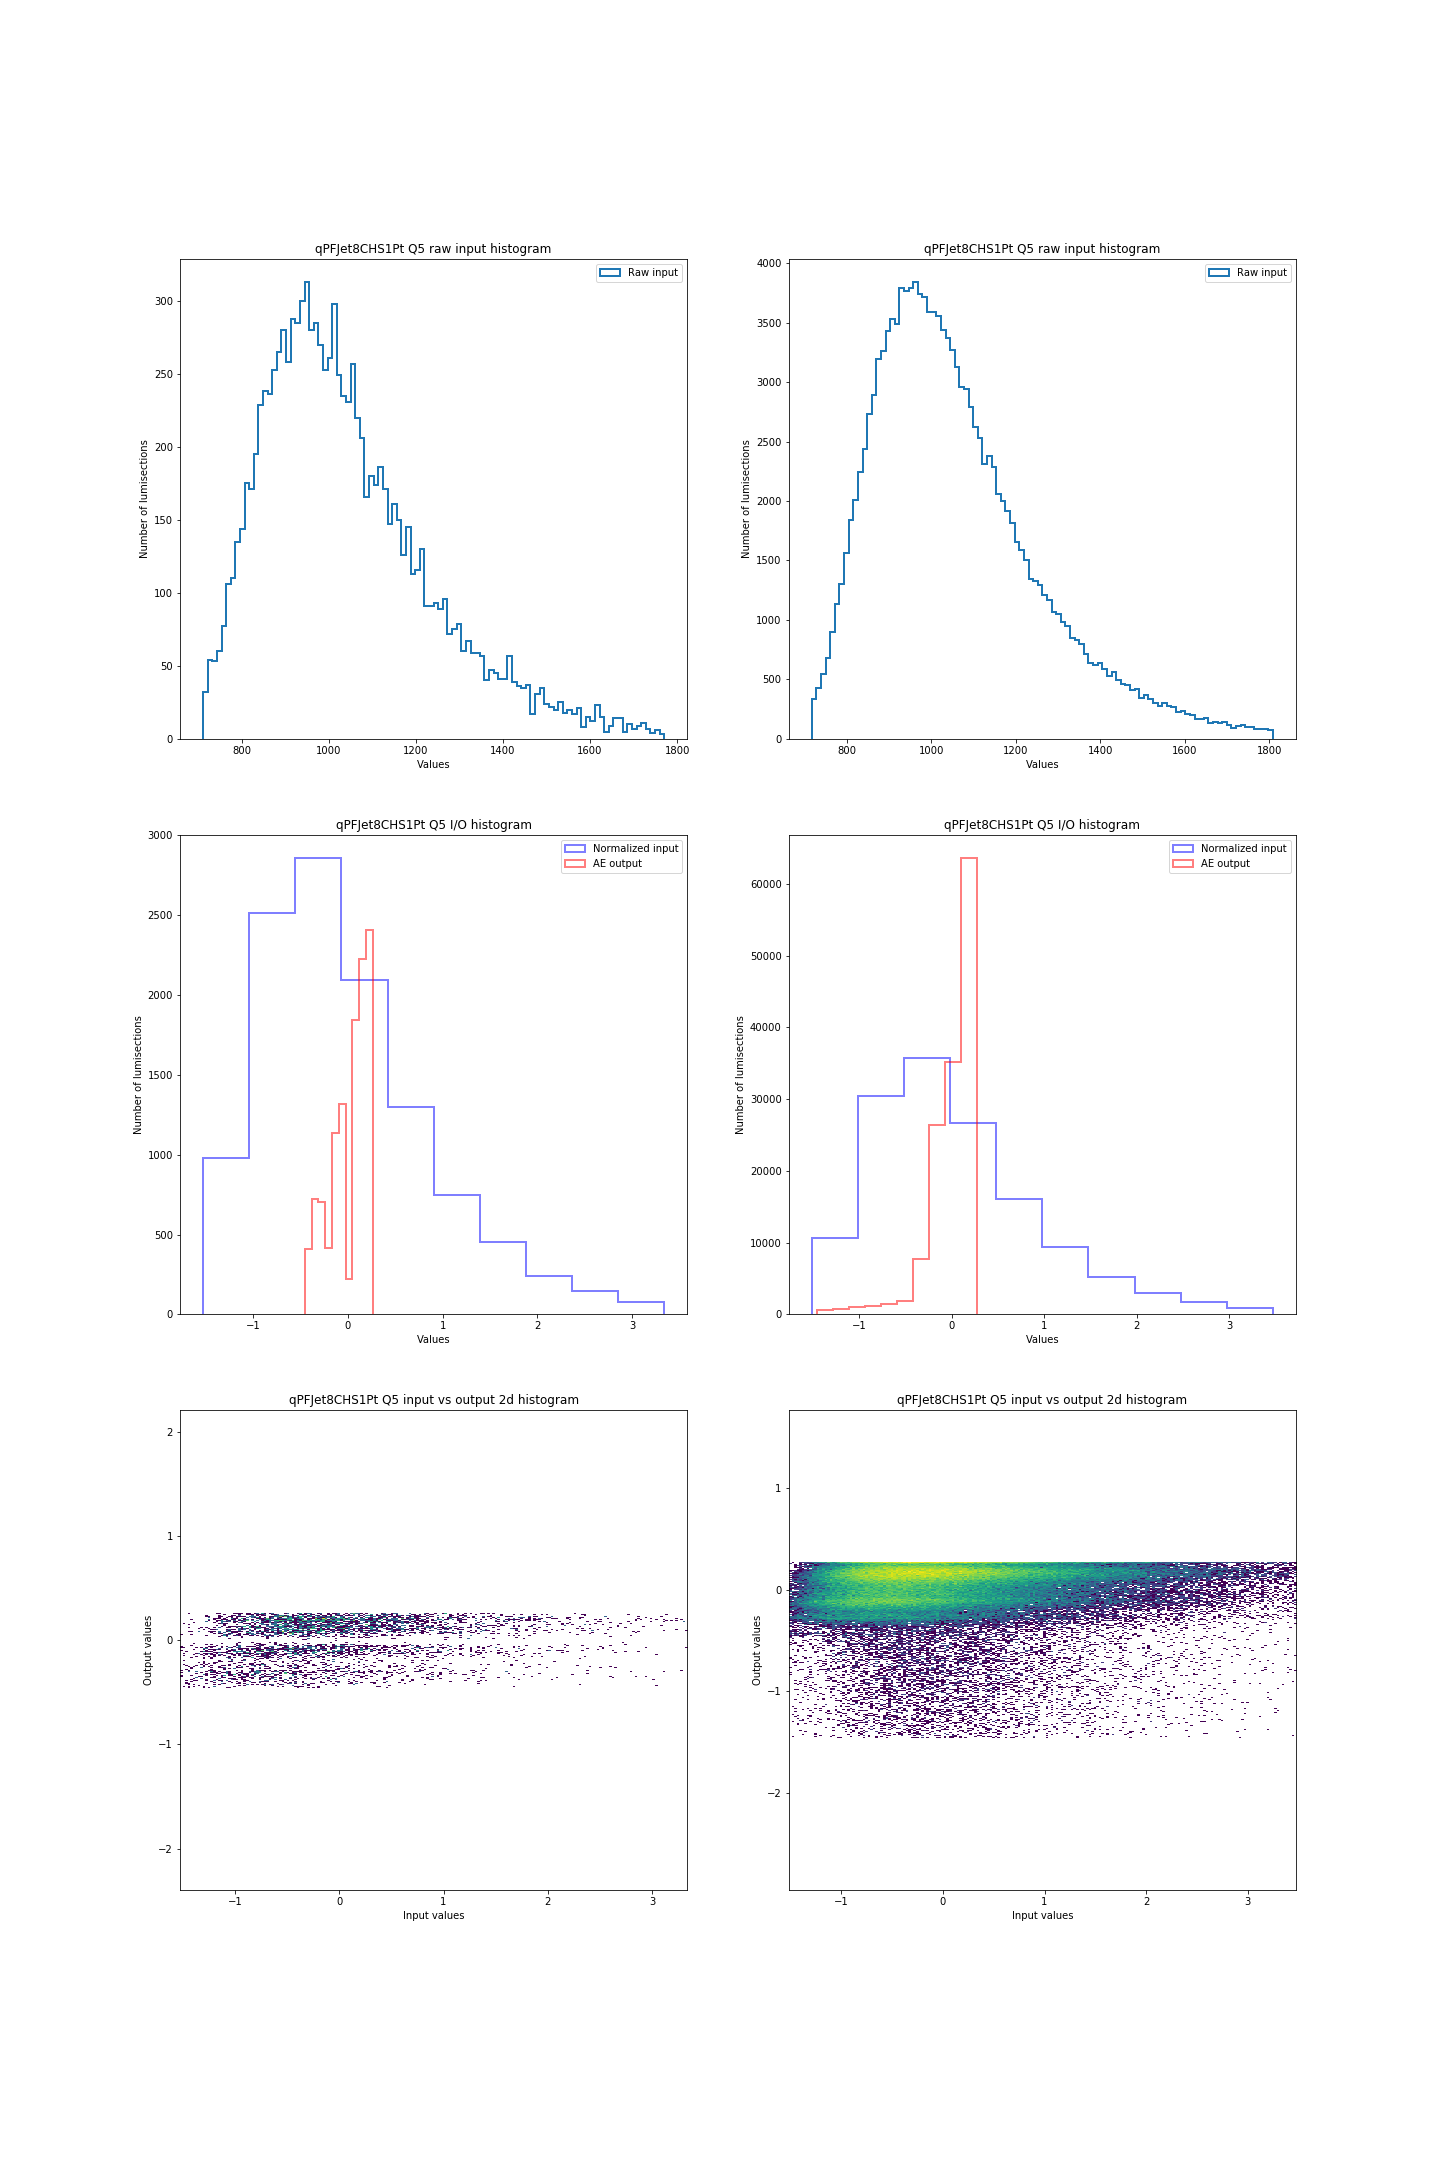 qPFJet8CHS1Pt Q5 raw input histogram
Raw input
Number of lumisections
300
250
200
150
100
50
0
800 1000 1200 1400 1600 1800
Values
qPFJet8CHS1Pt Q5 raw input histogram
Raw input
Number of lumisections
4000
3500
3000
2500
2000
1500
1000
500
0
800 1000 1200 1400 1600 1800
Values
qPFJet8CHS1Pt Q5 I/O histogram
Normalized input
AE output
Number of lumisections
3000
2500
2000
1500
1000
500
0
−1 0 1 2 3
Values
qPFJet8CHS1Pt Q5 I/O histogram
Normalized input
AE output
Number of lumisections
60000
50000
40000
30000
20000
10000
0
−1 0 1 2 3
Values
qPFJet8CHS1Pt Q5 input vs output 2d histogram
Output values
2
1
0
−1
−2
−1 0 1 2 3
Input values
qPFJet8CHS1Pt Q5 input vs output 2d histogram
Output values
1
0
−1
−2
−1 0 1 2 3
Input values